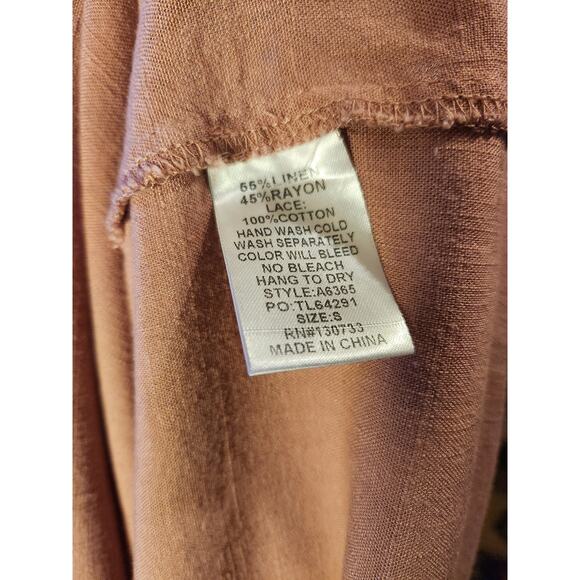 55% LINEN
45%RAYON
LACE:
100%COTTON
HAND WASH COLD
WASH SEPARATELY
COLOR WILL BLEED
NO BLEACH
HANG TO DRY
STYLE:A6365
PO:TL64291
SIZE:S
RN#130733
MADE IN CHINA